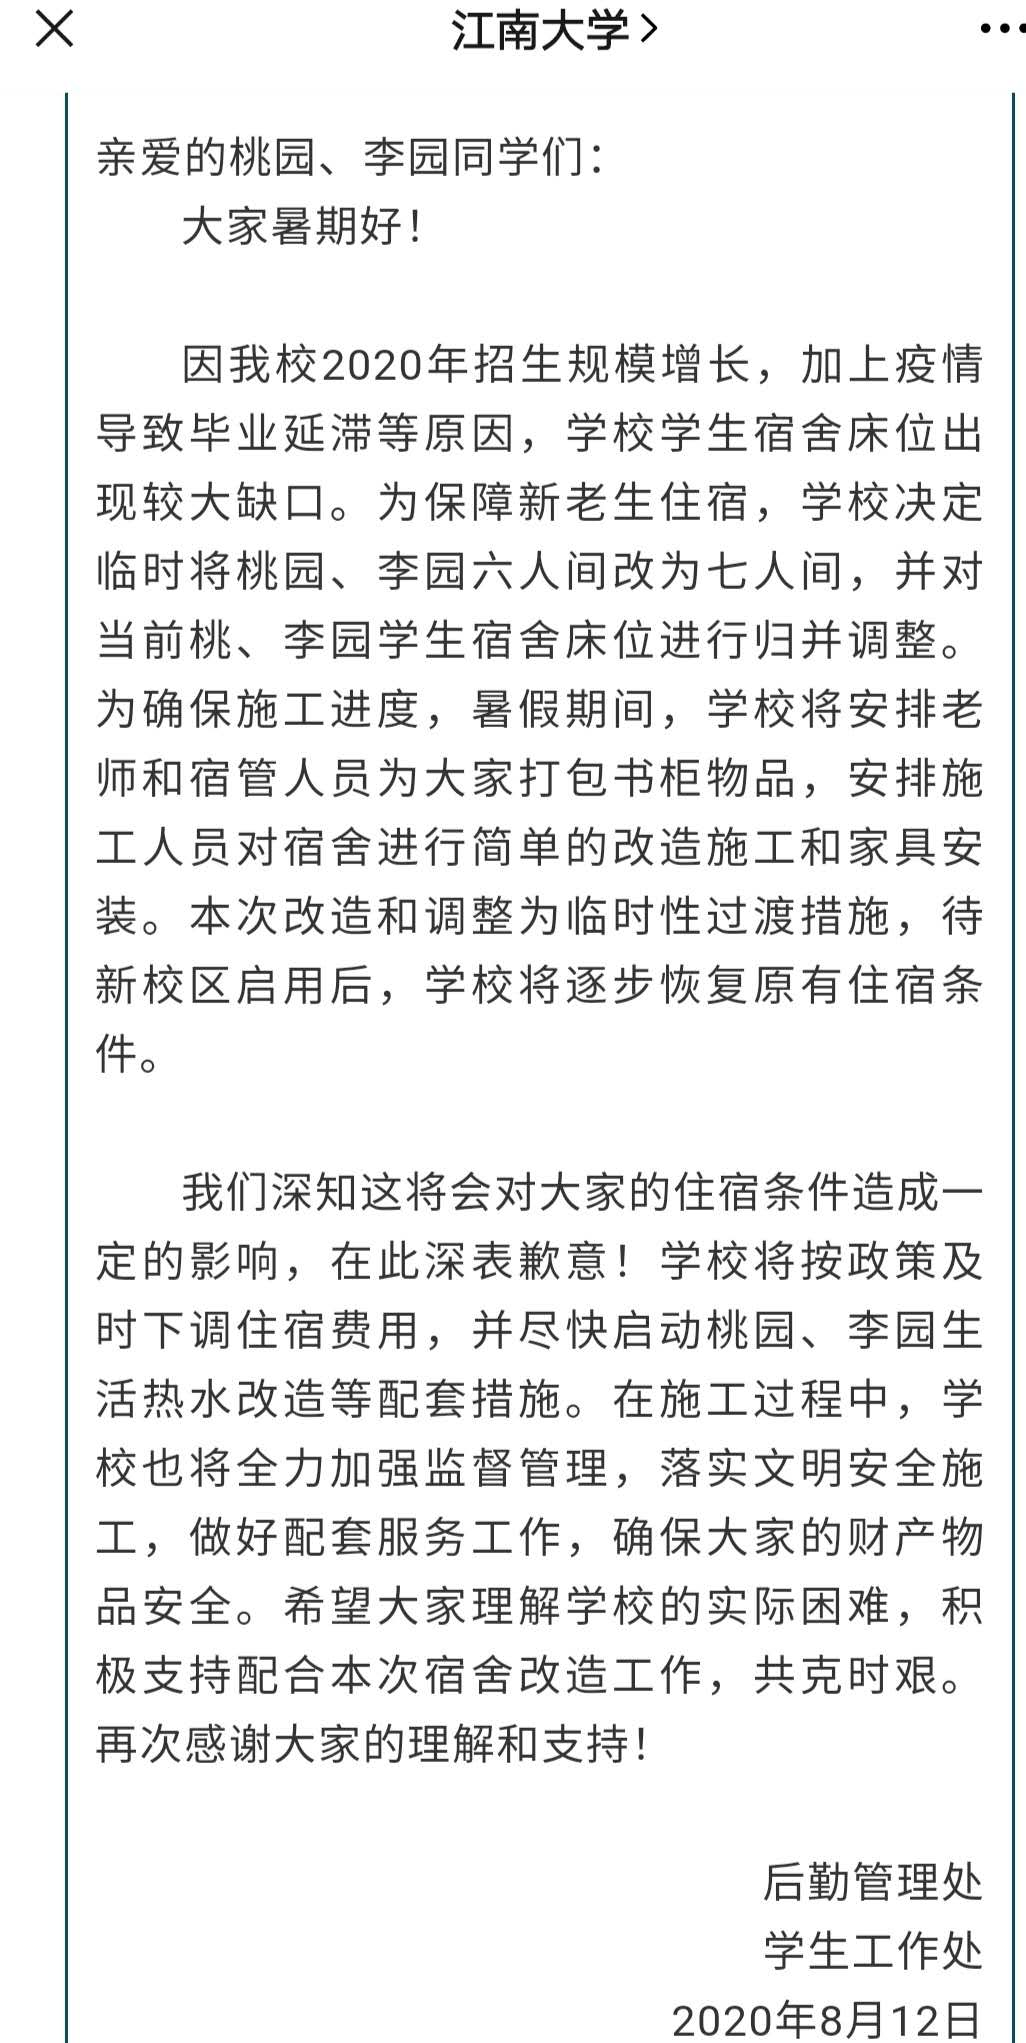 江南大学
亲爱的桃园、李园同学们：
大家暑期好！
因我校2020年招生规模增长，加上疫情
导致毕业延滞等原因，学校学生宿舍床位出
现较大缺口。为保障新老生住宿，学校决定
临时将桃园、李园六人间改为七人间，并对
当前桃、李园学生宿舍床位进行归并调整。
为确保施工进度，暑假期间，学校将安排老
师和宿管人员为大家打包书柜物品，安排施
工人员对宿舍进行简单的改造施工和家具安
装。本次改造和调整为临时性过渡措施，待
新校区启用后，学校将逐步恢复原有住宿条
件。
我们深知这将会对大家的住宿条件造成一
定的影响，在此深表歉意！学校将按政策及
时下调住宿费用，并尽快启动桃园、李园生
活热水改造等配套措施。在施工过程中，学
校也将全力加强监督管理，落实文明安全施
工，做好配套服务工作，确保大家的财产物
品安全。希望大家理解学校的实际困难，积
极支持配合本次宿舍改造工作，共克时艰。
再次感谢大家的理解和支持！
后勤管理处
学生工作处
2020年8月12日